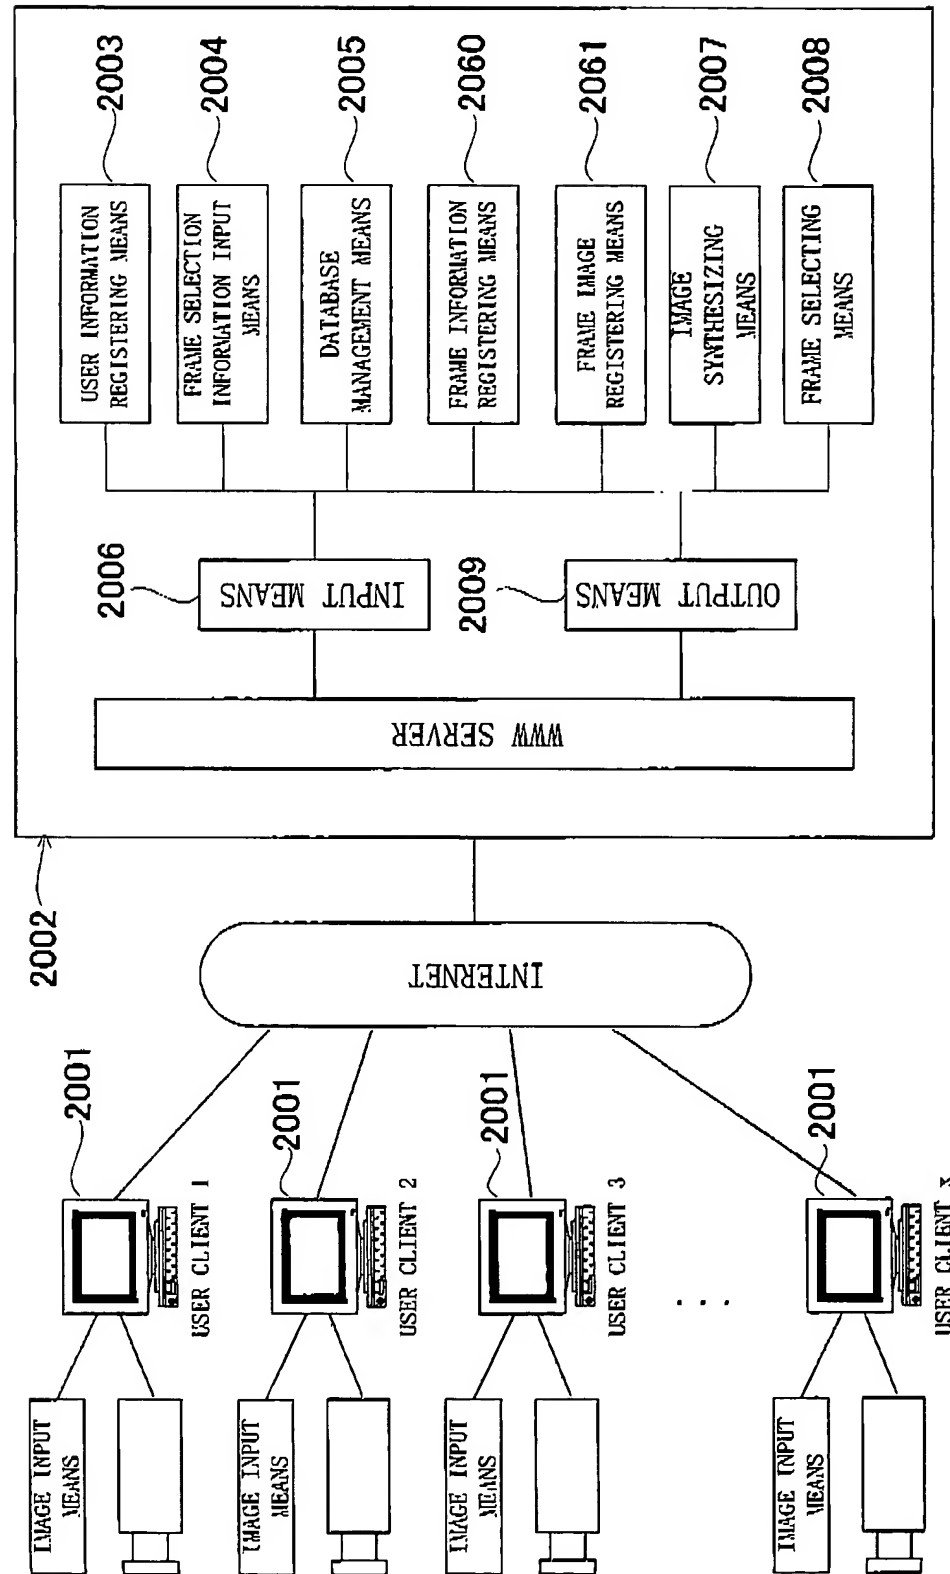 2003
USER INFORMATION
REGISTERING MEANS
2004
FRAME SELECTION
INFORMATION INPUT
MEANS
2005
DATABASE
MANAGEMENT MEANS
2060
FRAME INFORMATION
REGISTERING MEANS
2061
FRAME IMAGE
REGISTERING MEANS
2007
IMAGE
SYNTHESIZING
MEANS
2008
FRAME SELECTING
MEANS
2006
INPUT MEANS
2009
OUTPUT MEANS
WWW SERVER
2002
INTERNET
2001
USER CLIENT 1
2001
USER CLIENT 2
2001
USER CLIENT 3
. . .
2001
USER CLIENT x
IMAGE INPUT
MEANS
IMAGE INPUT
MEANS
IMAGE INPUT
MEANS
IMAGE INPUT
MEANS